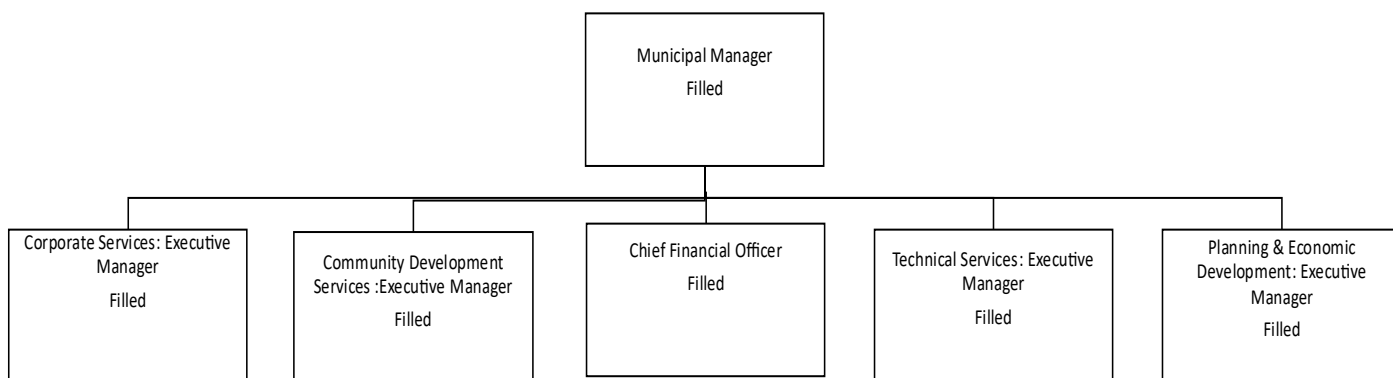 Municipal Manager
Filled
Corporate Services: Executive
Manager
Filled
Community Development
Services :Executive Manager
Filled
Chief Financial Officer
Filled
Technical Services: Executive
Manager
Filled
Planning & Economic
Development: Executive
Manager
Filled